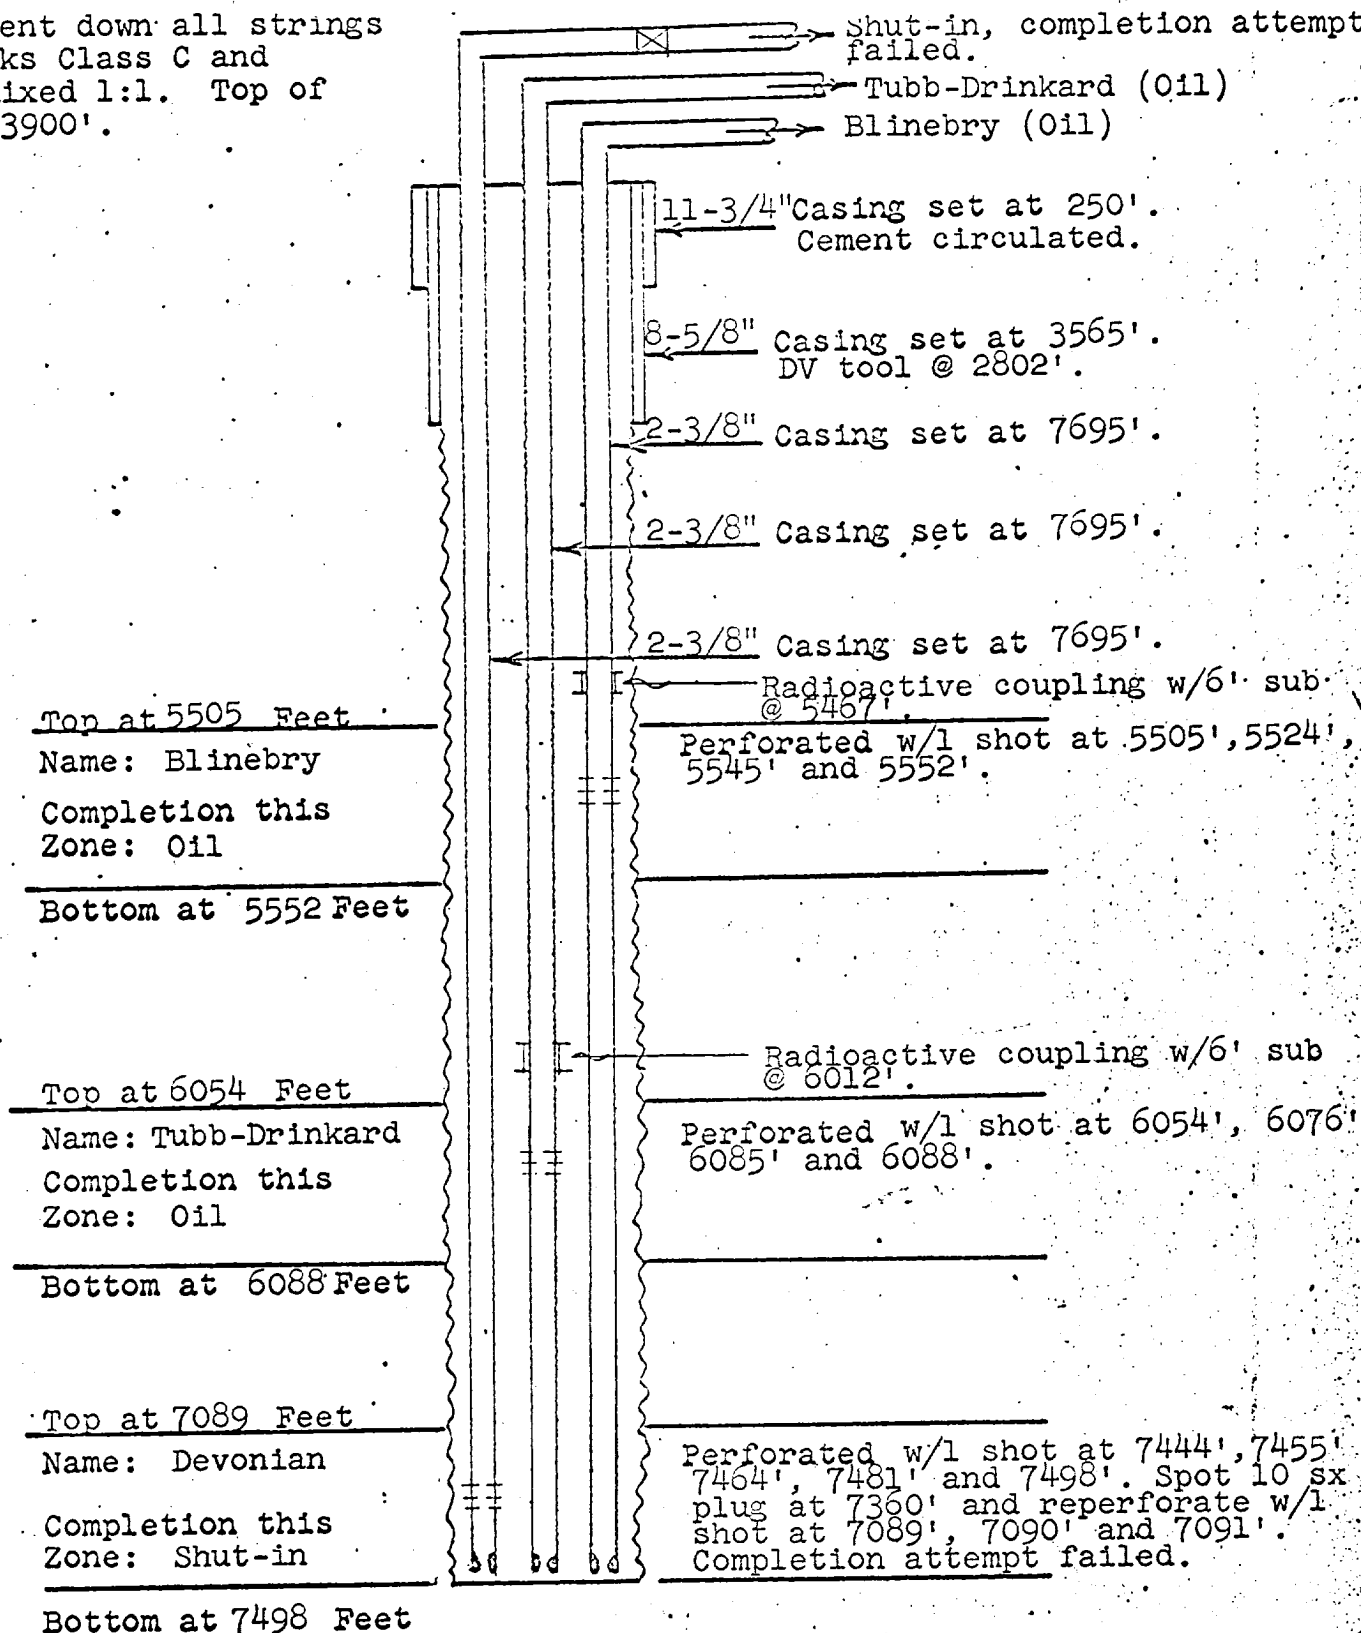 ent down all strings
ks Class C and
ixed 1:1. Top of
3900'.
Shut-in, completion attempt
failed.
Tubb-Drinkard (Oil)
Blinebry (Oil)
11-3/4" Casing set at 250'.
Cement circulated.
8-5/8" Casing set at 3565'.
DV tool @ 2802'.
2-3/8" Casing set at 7695'.
2-3/8" Casing set at 7695'.
2-3/8" Casing set at 7695'.
Radioactive coupling w/6' sub
@ 5467'.
Top at 5505 Feet
Name: Blinebry
Completion this
Zone: Oil
Bottom at 5552 Feet
Perforated w/1 shot at 5505', 5524',
5545' and 5552'.
Radioactive coupling w/6' sub
@ 6012'.
Top at 6054 Feet
Name: Tubb-Drinkard
Completion this
Zone: Oil
Bottom at 6088 Feet
Perforated w/1 shot at 6054', 6076'
6085' and 6088'.
Top at 7089 Feet
Name: Devonian
Completion this
Zone: Shut-in
Bottom at 7498 Feet
Perforated w/1 shot at 7444', 7455'
7464', 7481' and 7498'. Spot 10 sx
plug at 7360' and reperforate w/1
shot at 7089', 7090' and 7091'.
Completion attempt failed.